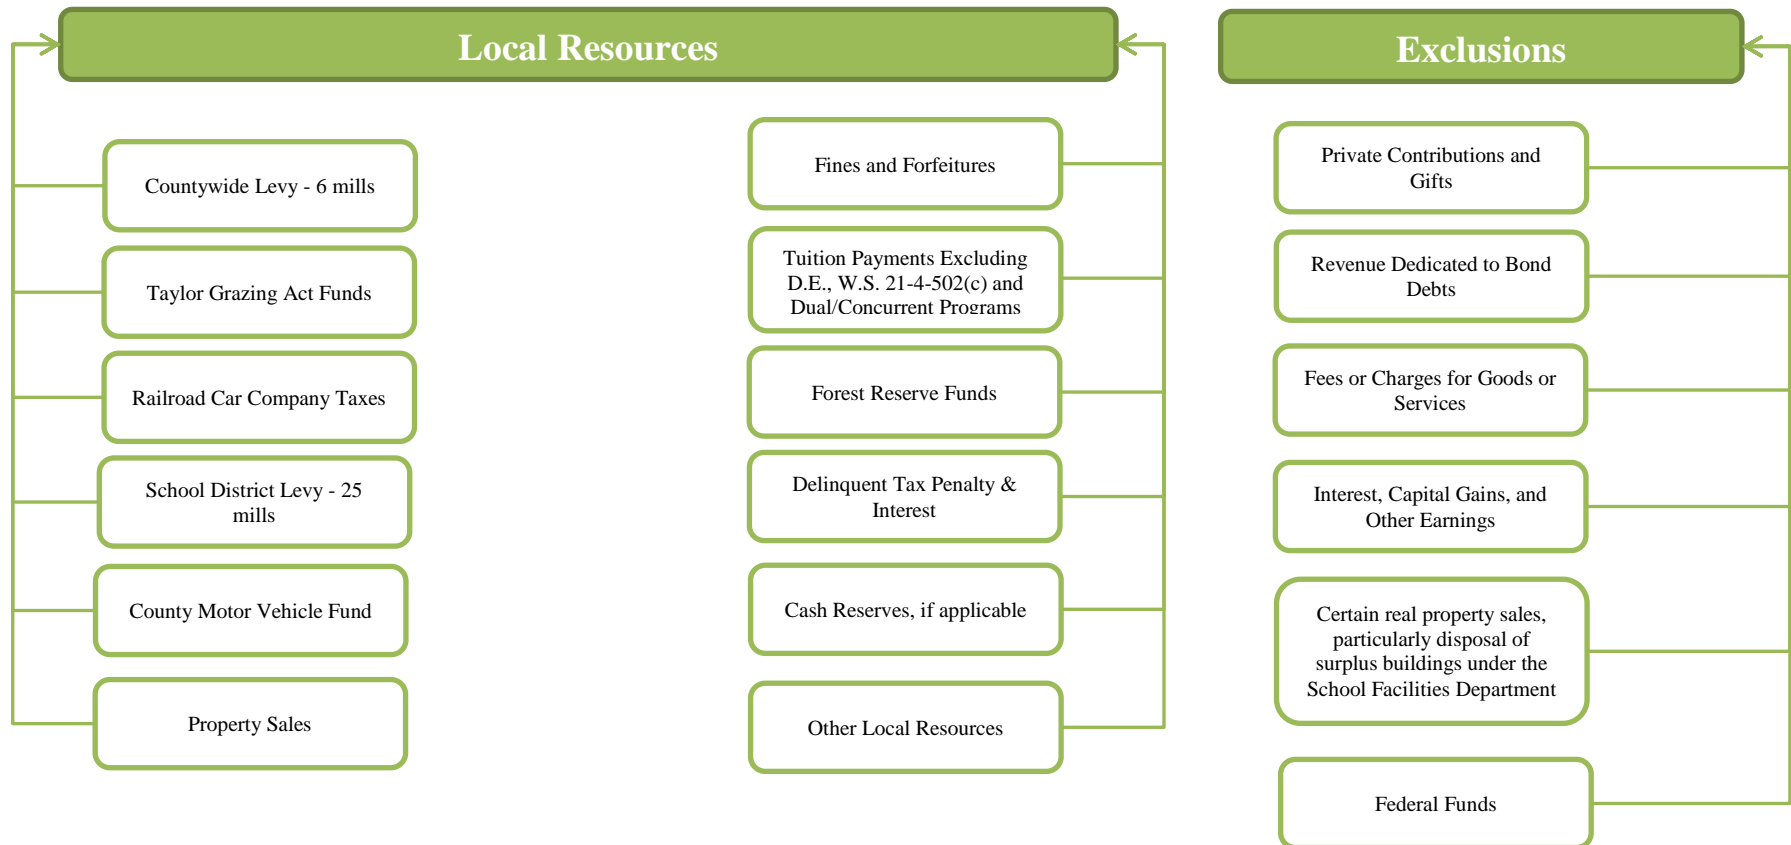 Local Resources
Countywide Levy - 6 mills
Taylor Grazing Act Funds
Railroad Car Company Taxes
School District Levy - 25
mills
County Motor Vehicle Fund
Property Sales
Fines and Forfeitures
Tuition Payments Excluding
D.E., W.S. 21-4-502(c) and
Dual/Concurrent Programs
Forest Reserve Funds
Delinquent Tax Penalty &
Interest
Cash Reserves, if applicable
Other Local Resources
Exclusions
Private Contributions and
Gifts
Revenue Dedicated to Bond
Debts
Fees or Charges for Goods or
Services
Interest, Capital Gains, and
Other Earnings
Certain real property sales,
particularly disposal of
surplus buildings under the
School Facilities Department
Federal Funds